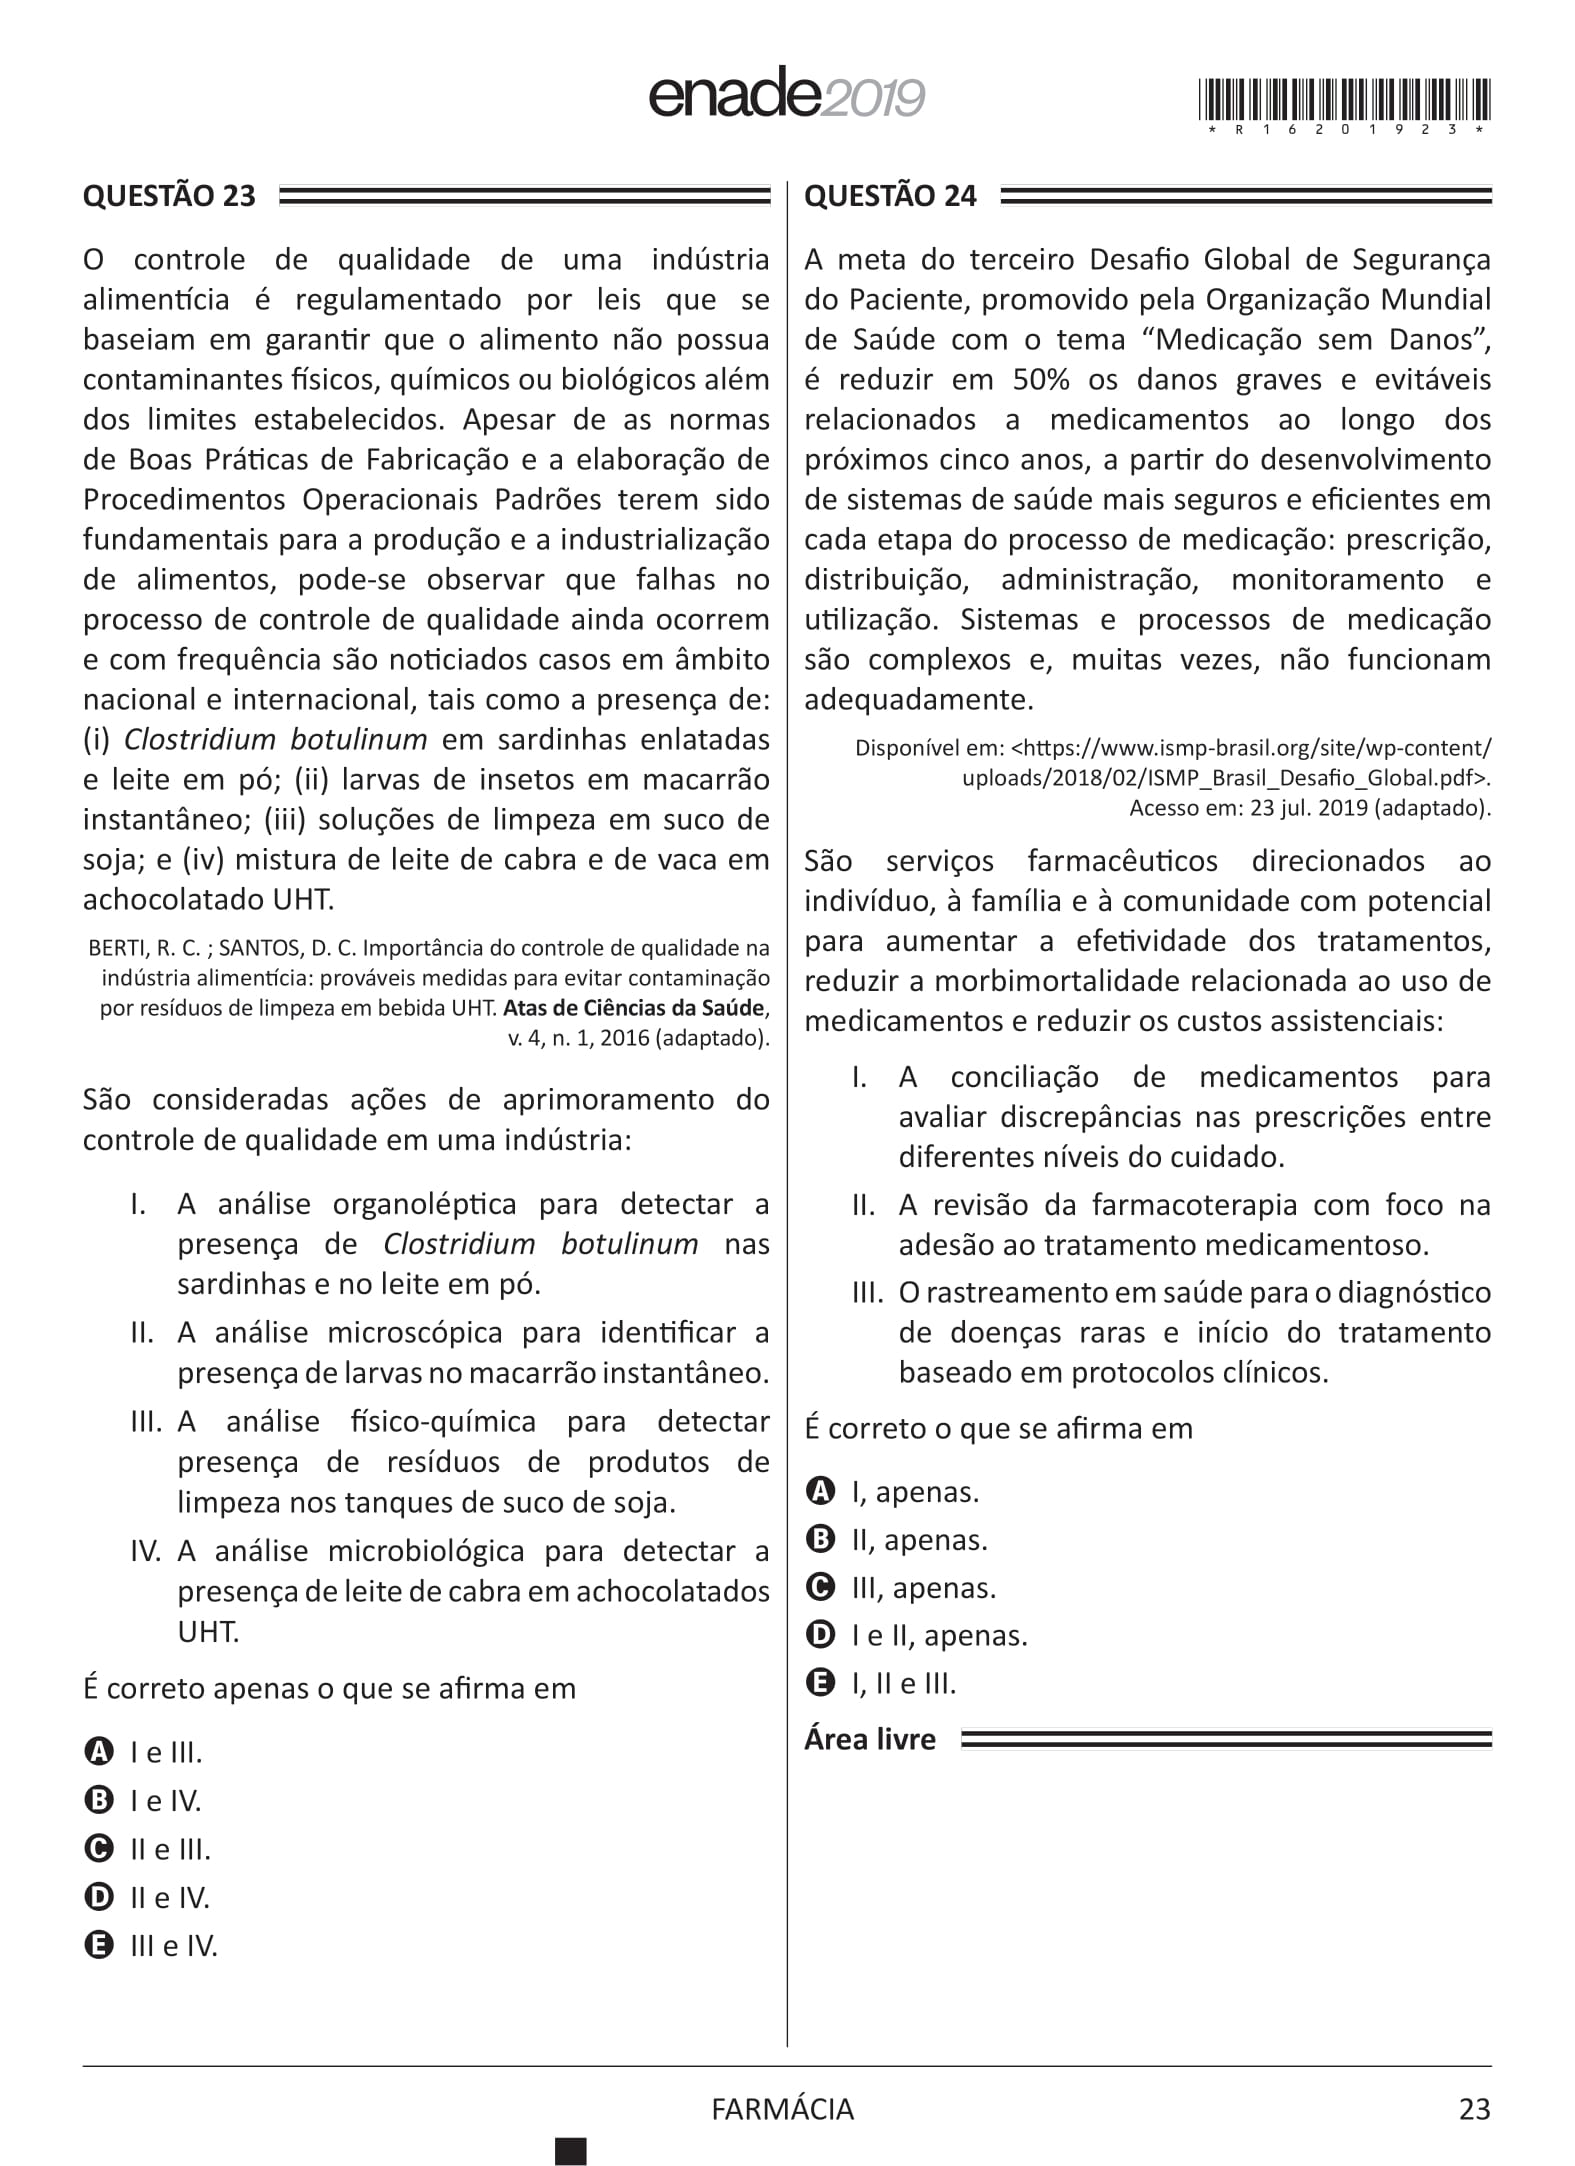 enade2019
*R16201923*
QUESTÃO 23
O controle de qualidade de uma indústria
alimentícia é regulamentado por leis que se
baseiam em garantir que o alimento não possua
contaminantes físicos, químicos ou biológicos além
dos limites estabelecidos. Apesar de as normas
de Boas Práticas de Fabricação e a elaboração de
Procedimentos Operacionais Padrões terem sido
fundamentais para a produção e a industrialização
de alimentos, pode-se observar que falhas no
processo de controle de qualidade ainda ocorrem
e com frequência são noticiados casos em âmbito
nacional e internacional, tais como a presença de:
(i) Clostridium botulinum em sardinhas enlatadas
e leite em pó; (ii) larvas de insetos em macarrão
instantâneo; (iii) soluções de limpeza em suco de
soja; e (iv) mistura de leite de cabra e de vaca em
achocolatado UHT.
BERTI, R. C. ; SANTOS, D. C. Importância do controle de qualidade na
indústria alimentícia: prováveis medidas para evitar contaminação
por resíduos de limpeza em bebida UHT. Atas de Ciências da Saúde,
v. 4, n. 1, 2016 (adaptado).
São consideradas ações de aprimoramento do
controle de qualidade em uma indústria:
I. A análise organoléptica para detectar a
presença de Clostridium botulinum nas
sardinhas e no leite em pó.
II. A análise microscópica para identificar a
presença de larvas no macarrão instantâneo.
III. A análise físico-química para detectar
presença de resíduos de produtos de
limpeza nos tanques de suco de soja.
IV. A análise microbiológica para detectar a
presença de leite de cabra em achocolatados
UHT.
É correto apenas o que se afirma em
A I e III.
B I e IV.
C II e III.
D II e IV.
E III e IV.
QUESTÃO 24
A meta do terceiro Desafio Global de Segurança
do Paciente, promovido pela Organização Mundial
de Saúde com o tema “Medicação sem Danos”,
é reduzir em 50% os danos graves e evitáveis
relacionados a medicamentos ao longo dos
próximos cinco anos, a partir do desenvolvimento
de sistemas de saúde mais seguros e eficientes em
cada etapa do processo de medicação: prescrição,
distribuição, administração, monitoramento e
utilização. Sistemas e processos de medicação
são complexos e, muitas vezes, não funcionam
adequadamente.
Disponível em: <https://www.ismp-brasil.org/site/wp-content/
uploads/2018/02/ISMP_Brasil_Desafio_Global.pdf>.
Acesso em: 23 jul. 2019 (adaptado).
São serviços farmacêuticos direcionados ao
indivíduo, à família e à comunidade com potencial
para aumentar a efetividade dos tratamentos,
reduzir a morbimortalidade relacionada ao uso de
medicamentos e reduzir os custos assistenciais:
I. A conciliação de medicamentos para
avaliar discrepâncias nas prescrições entre
diferentes níveis do cuidado.
II. A revisão da farmacoterapia com foco na
adesão ao tratamento medicamentoso.
III. O rastreamento em saúde para o diagnóstico
de doenças raras e início do tratamento
baseado em protocolos clínicos.
É correto o que se afirma em
A I, apenas.
B II, apenas.
C III, apenas.
D I e II, apenas.
E I, II e III.
Área livre
FARMÁCIA
23